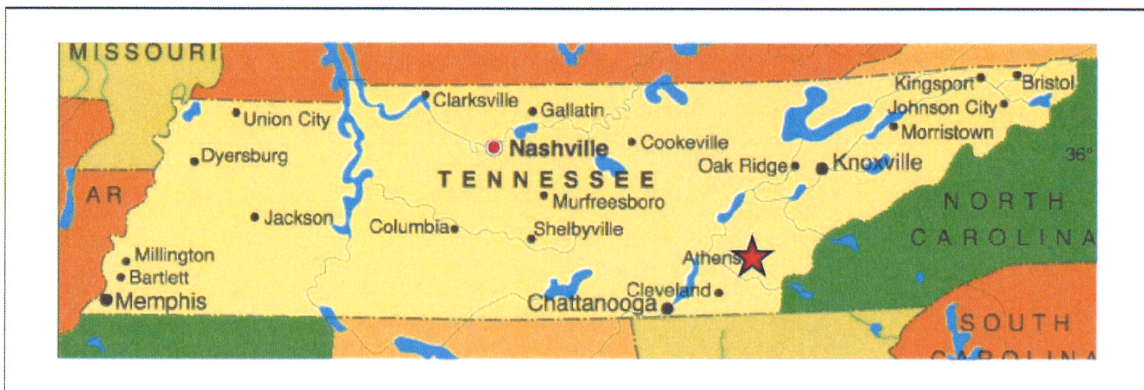 MISSOURI
Kingsport
Bristol
Clarksville
Gallatin
Johnson City
Union City
Morristown
Nashville
Cookeville
Dyersburg
Oak Ridge
Knoxville
36°
TENNESSEE
AR
Murfreesboro
NORTH
CAROLINA
Jackson
Columbia
Shelbyville
Millington
Athens
Bartlett
Cleveland
Memphis
Chattanooga
SOUTH
CAROLINA